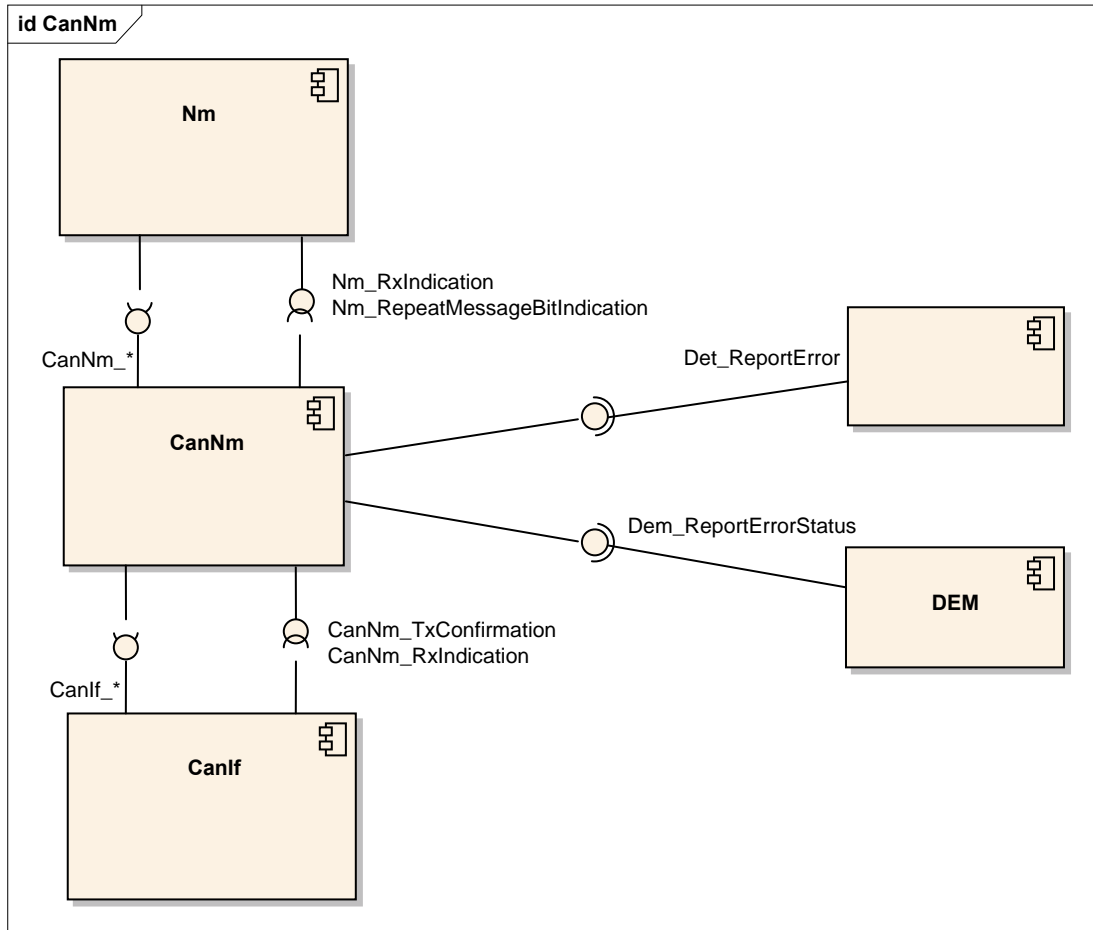 id CanNm
Nm
Nm_RxIndication
Nm_RepeatMessageBitIndication
CanNm_*
Det_ReportError
CanNm
Dem_ReportErrorStatus
DEM
CanNm_TxConfirmation
CanNm_RxIndication
CanIf_*
CanIf